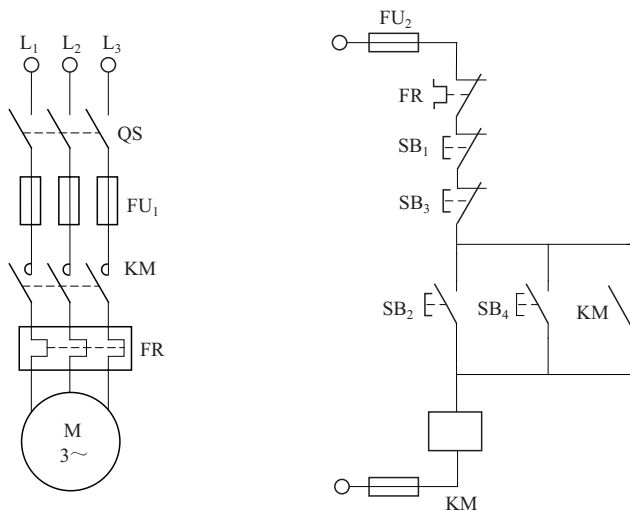 L₁ L₂ L₃
QS
FU₁
KM
FR
M
3～
FU₂
FR
SB₁
SB₃
SB₂ SB₄ KM
KM